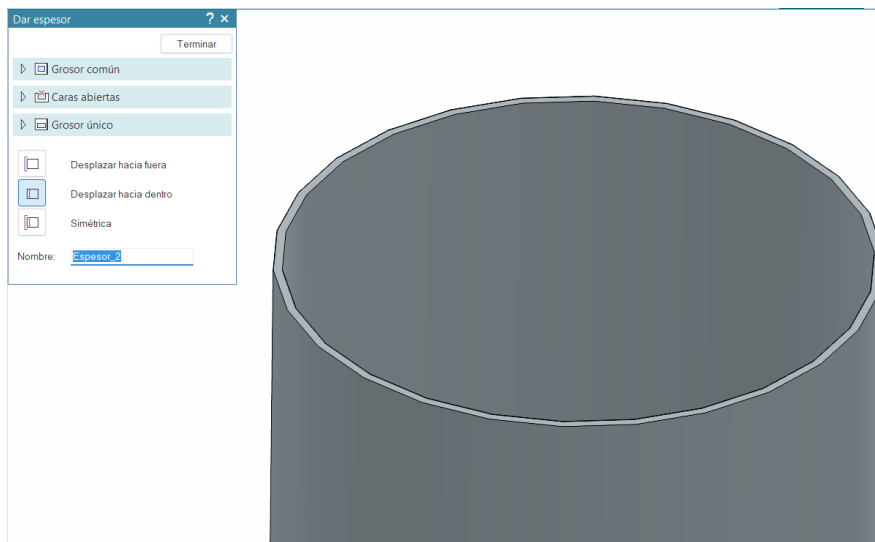 Dar espesor ? ×
Terminar
Grosor común
Caras abiertas
Grosor único
Desplazar hacia fuera
Desplazar hacia dentro
Simétrica
Nombre: Espesor_2